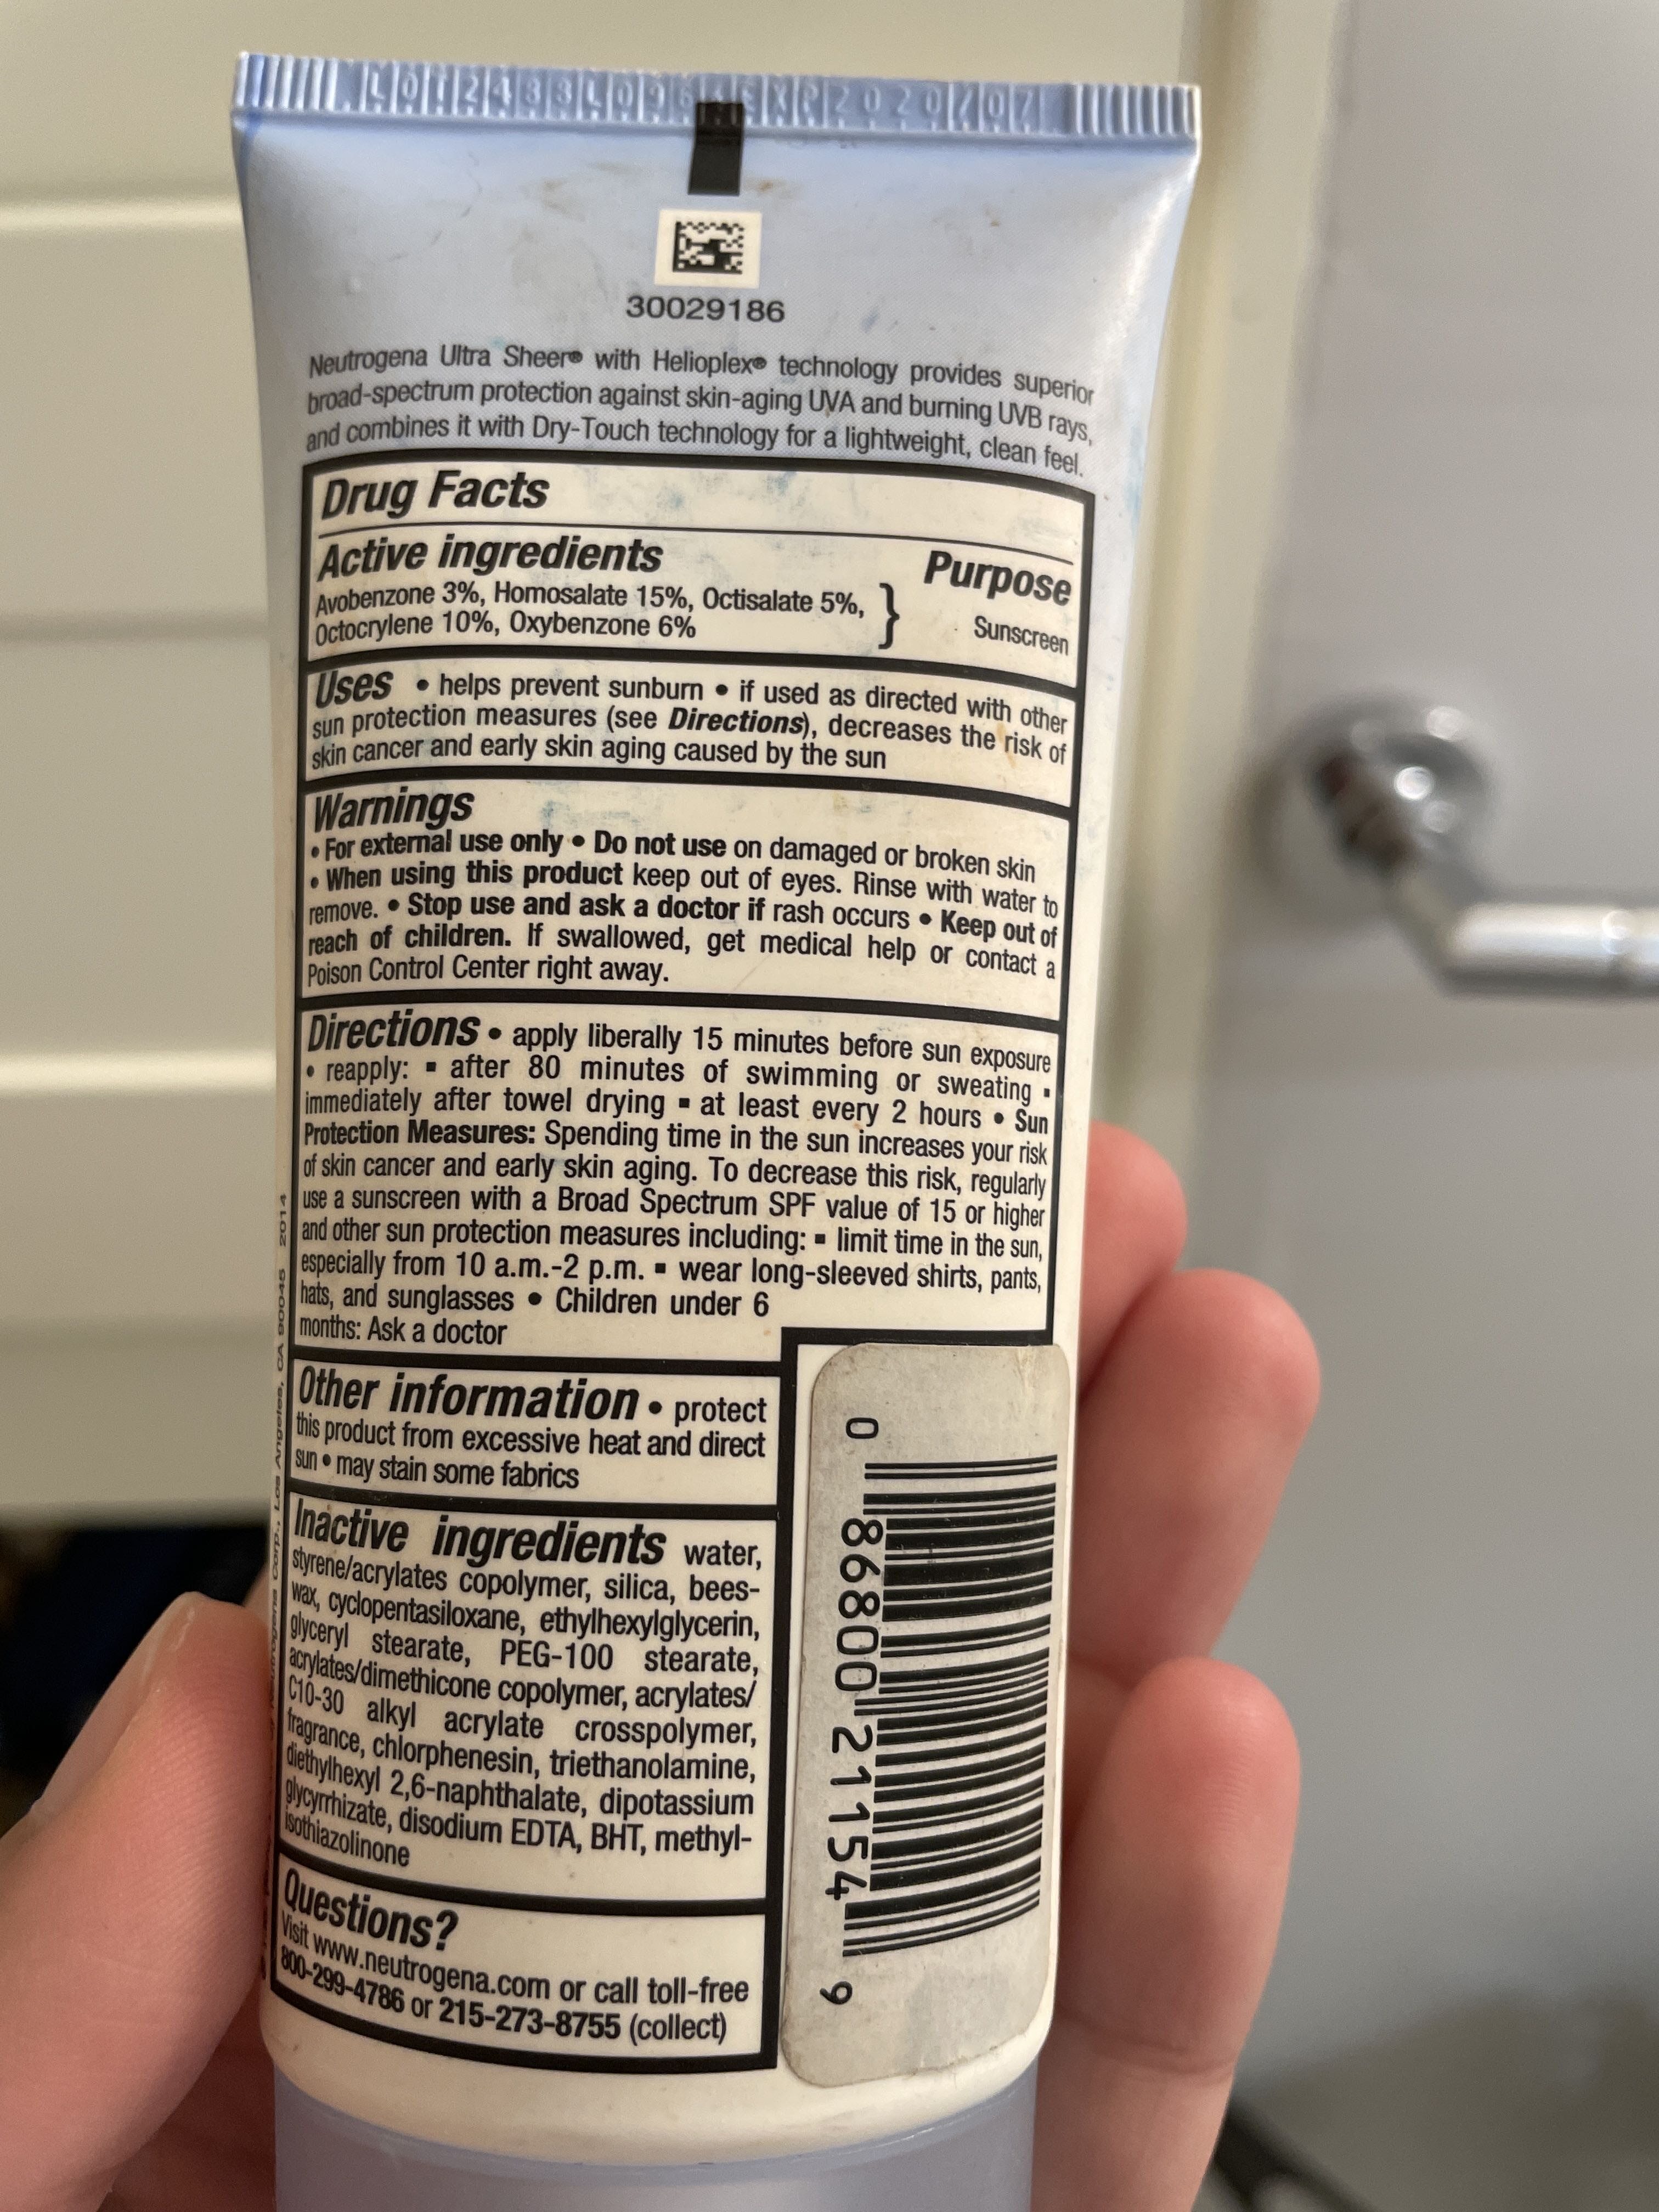 EXP 2020/07
30029186
Neutrogena Ultra Sheer® with Helioplex® technology provides superior
broad-spectrum protection against skin-aging UVA and burning UVB rays,
and combines it with Dry-Touch technology for a lightweight, clean feel.
Drug Facts
Active ingredients Purpose
Avobenzone 3%, Homosalate 15%, Octisalate 5%,
Octocrylene 10%, Oxybenzone 6% } Sunscreen
Uses • helps prevent sunburn • if used as directed with other
sun protection measures (see Directions), decreases the risk of
skin cancer and early skin aging caused by the sun
Warnings
• For external use only • Do not use on damaged or broken skin
• When using this product keep out of eyes. Rinse with water to
remove. • Stop use and ask a doctor if rash occurs • Keep out of
reach of children. If swallowed, get medical help or contact a
Poison Control Center right away.
Directions • apply liberally 15 minutes before sun exposure
• reapply: ▪ after 80 minutes of swimming or sweating ▪
immediately after towel drying ▪ at least every 2 hours • Sun
Protection Measures: Spending time in the sun increases your risk
of skin cancer and early skin aging. To decrease this risk, regularly
use a sunscreen with a Broad Spectrum SPF value of 15 or higher
and other sun protection measures including: ▪ limit time in the sun,
especially from 10 a.m.-2 p.m. ▪ wear long-sleeved shirts, pants,
hats, and sunglasses • Children under 6
months: Ask a doctor
Other information • protect
this product from excessive heat and direct
sun • may stain some fabrics
Inactive ingredients water,
styrene/acrylates copolymer, silica, bees-
wax, cyclopentasiloxane, ethylhexylglycerin,
glyceryl stearate, PEG-100 stearate,
acrylates/dimethicone copolymer, acrylates/
C10-30 alkyl acrylate crosspolymer,
fragrance, chlorphenesin, triethanolamine,
diethylhexyl 2,6-naphthalate, dipotassium
glycyrrhizate, disodium EDTA, BHT, methyl-
isothiazolinone
Questions?
Visit www.neutrogena.com or call toll-free
800-299-4786 or 215-273-8755 (collect)
0 86800 21154 9
Neutrogena Corp., Los Angeles, CA 90045 2014